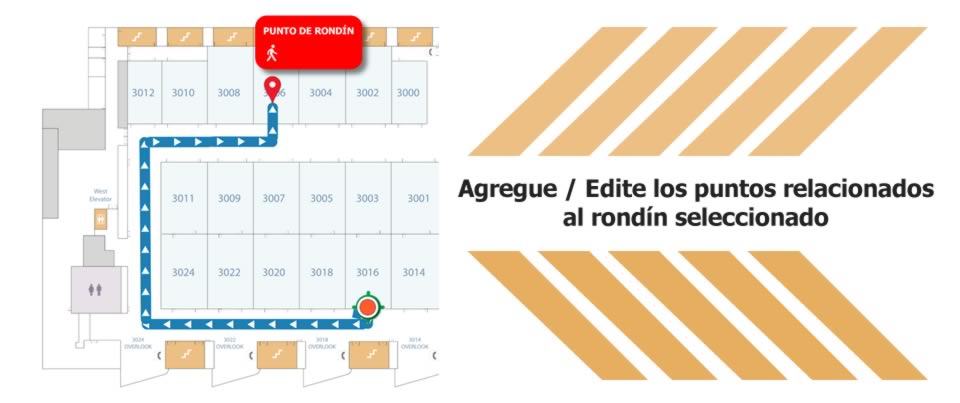 PUNTO DE RONDÍN
3012 3010 3008 3004 3002 3000
3011 3009 3007 3005 3003 3001
West
Elevator
3024 3022 3020 3018 3016 3014
3024
OVERLOOK
3022
OVERLOOK
3018
OVERLOOK
3014
OVERLOOK
Agregue / Edite los puntos relacionados
al rondín seleccionado